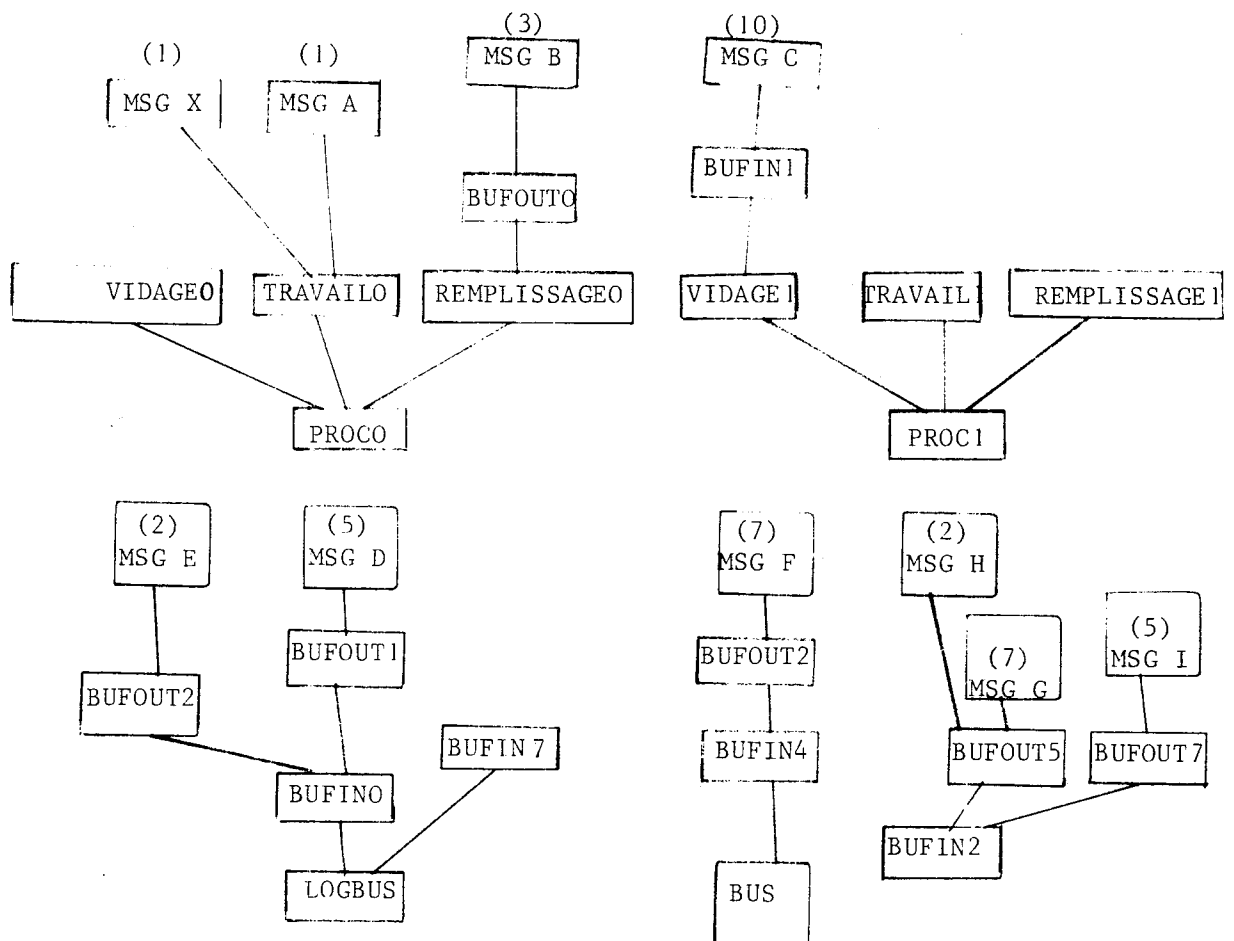 (1)
MSG X
(1)
MSG A
(3)
MSG B
(10)
MSG C
BUFOUT0
BUFIN1
VIDAGE0
TRAVAIL0
REMPLISSAGE0
VIDAGE1
TRAVAIL1
REMPLISSAGE1
PROC0
PROC1
(2)
MSG E
(5)
MSG D
(7)
MSG F
(2)
MSG H
(7)
MSG G
(5)
MSG I
BUFOUT2
BUFOUT1
BUFIN7
BUFOUT2
BUFIN4
BUFOUT5
BUFOUT7
BUFIN0
BUFIN2
LOGBUS
BUS